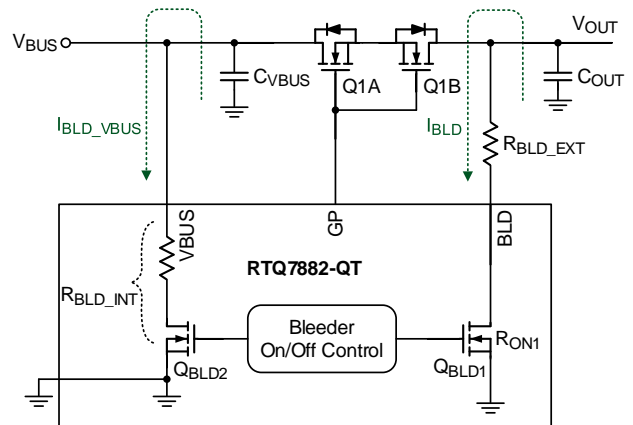 VBUS
VOUT
CVBUS
Q1A
Q1B
COUT
IBLD_VBUS
IBLD
RBLD_EXT
VBUS
GP
BLD
RTQ7882-QT
RBLD_INT
Bleeder
On/Off Control
RON1
QBLD2
QBLD1